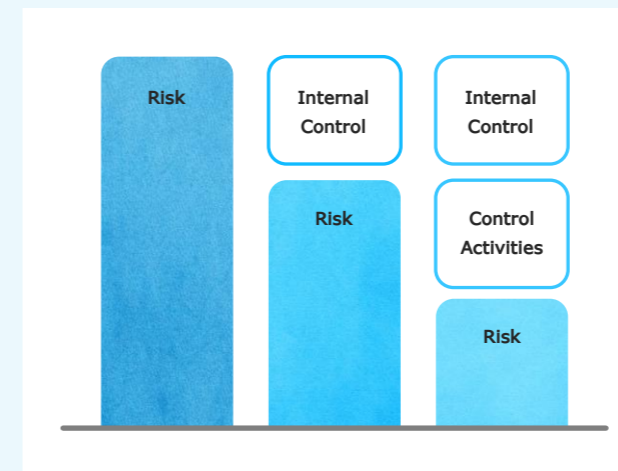 Risk
Internal
Control
Risk
Internal
Control
Control
Activities
Risk